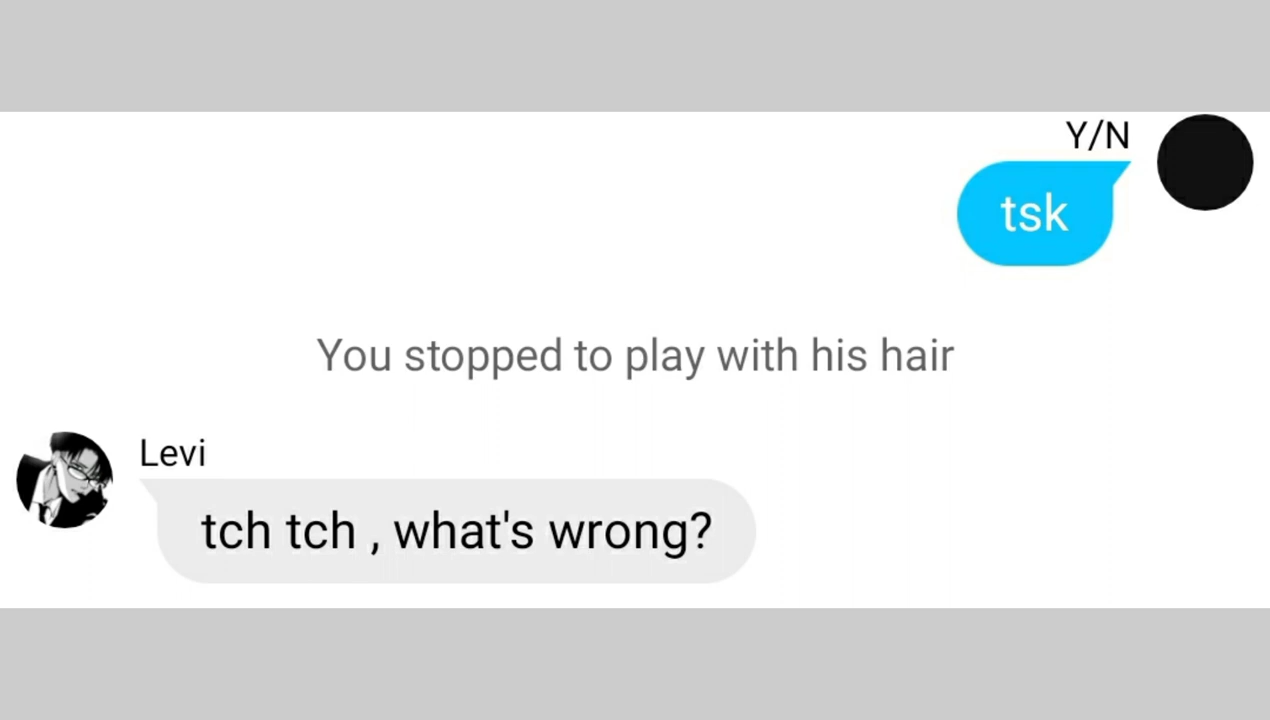 Y/N
tsk
You stopped to play with his hair
Levi
tch tch , what's wrong?